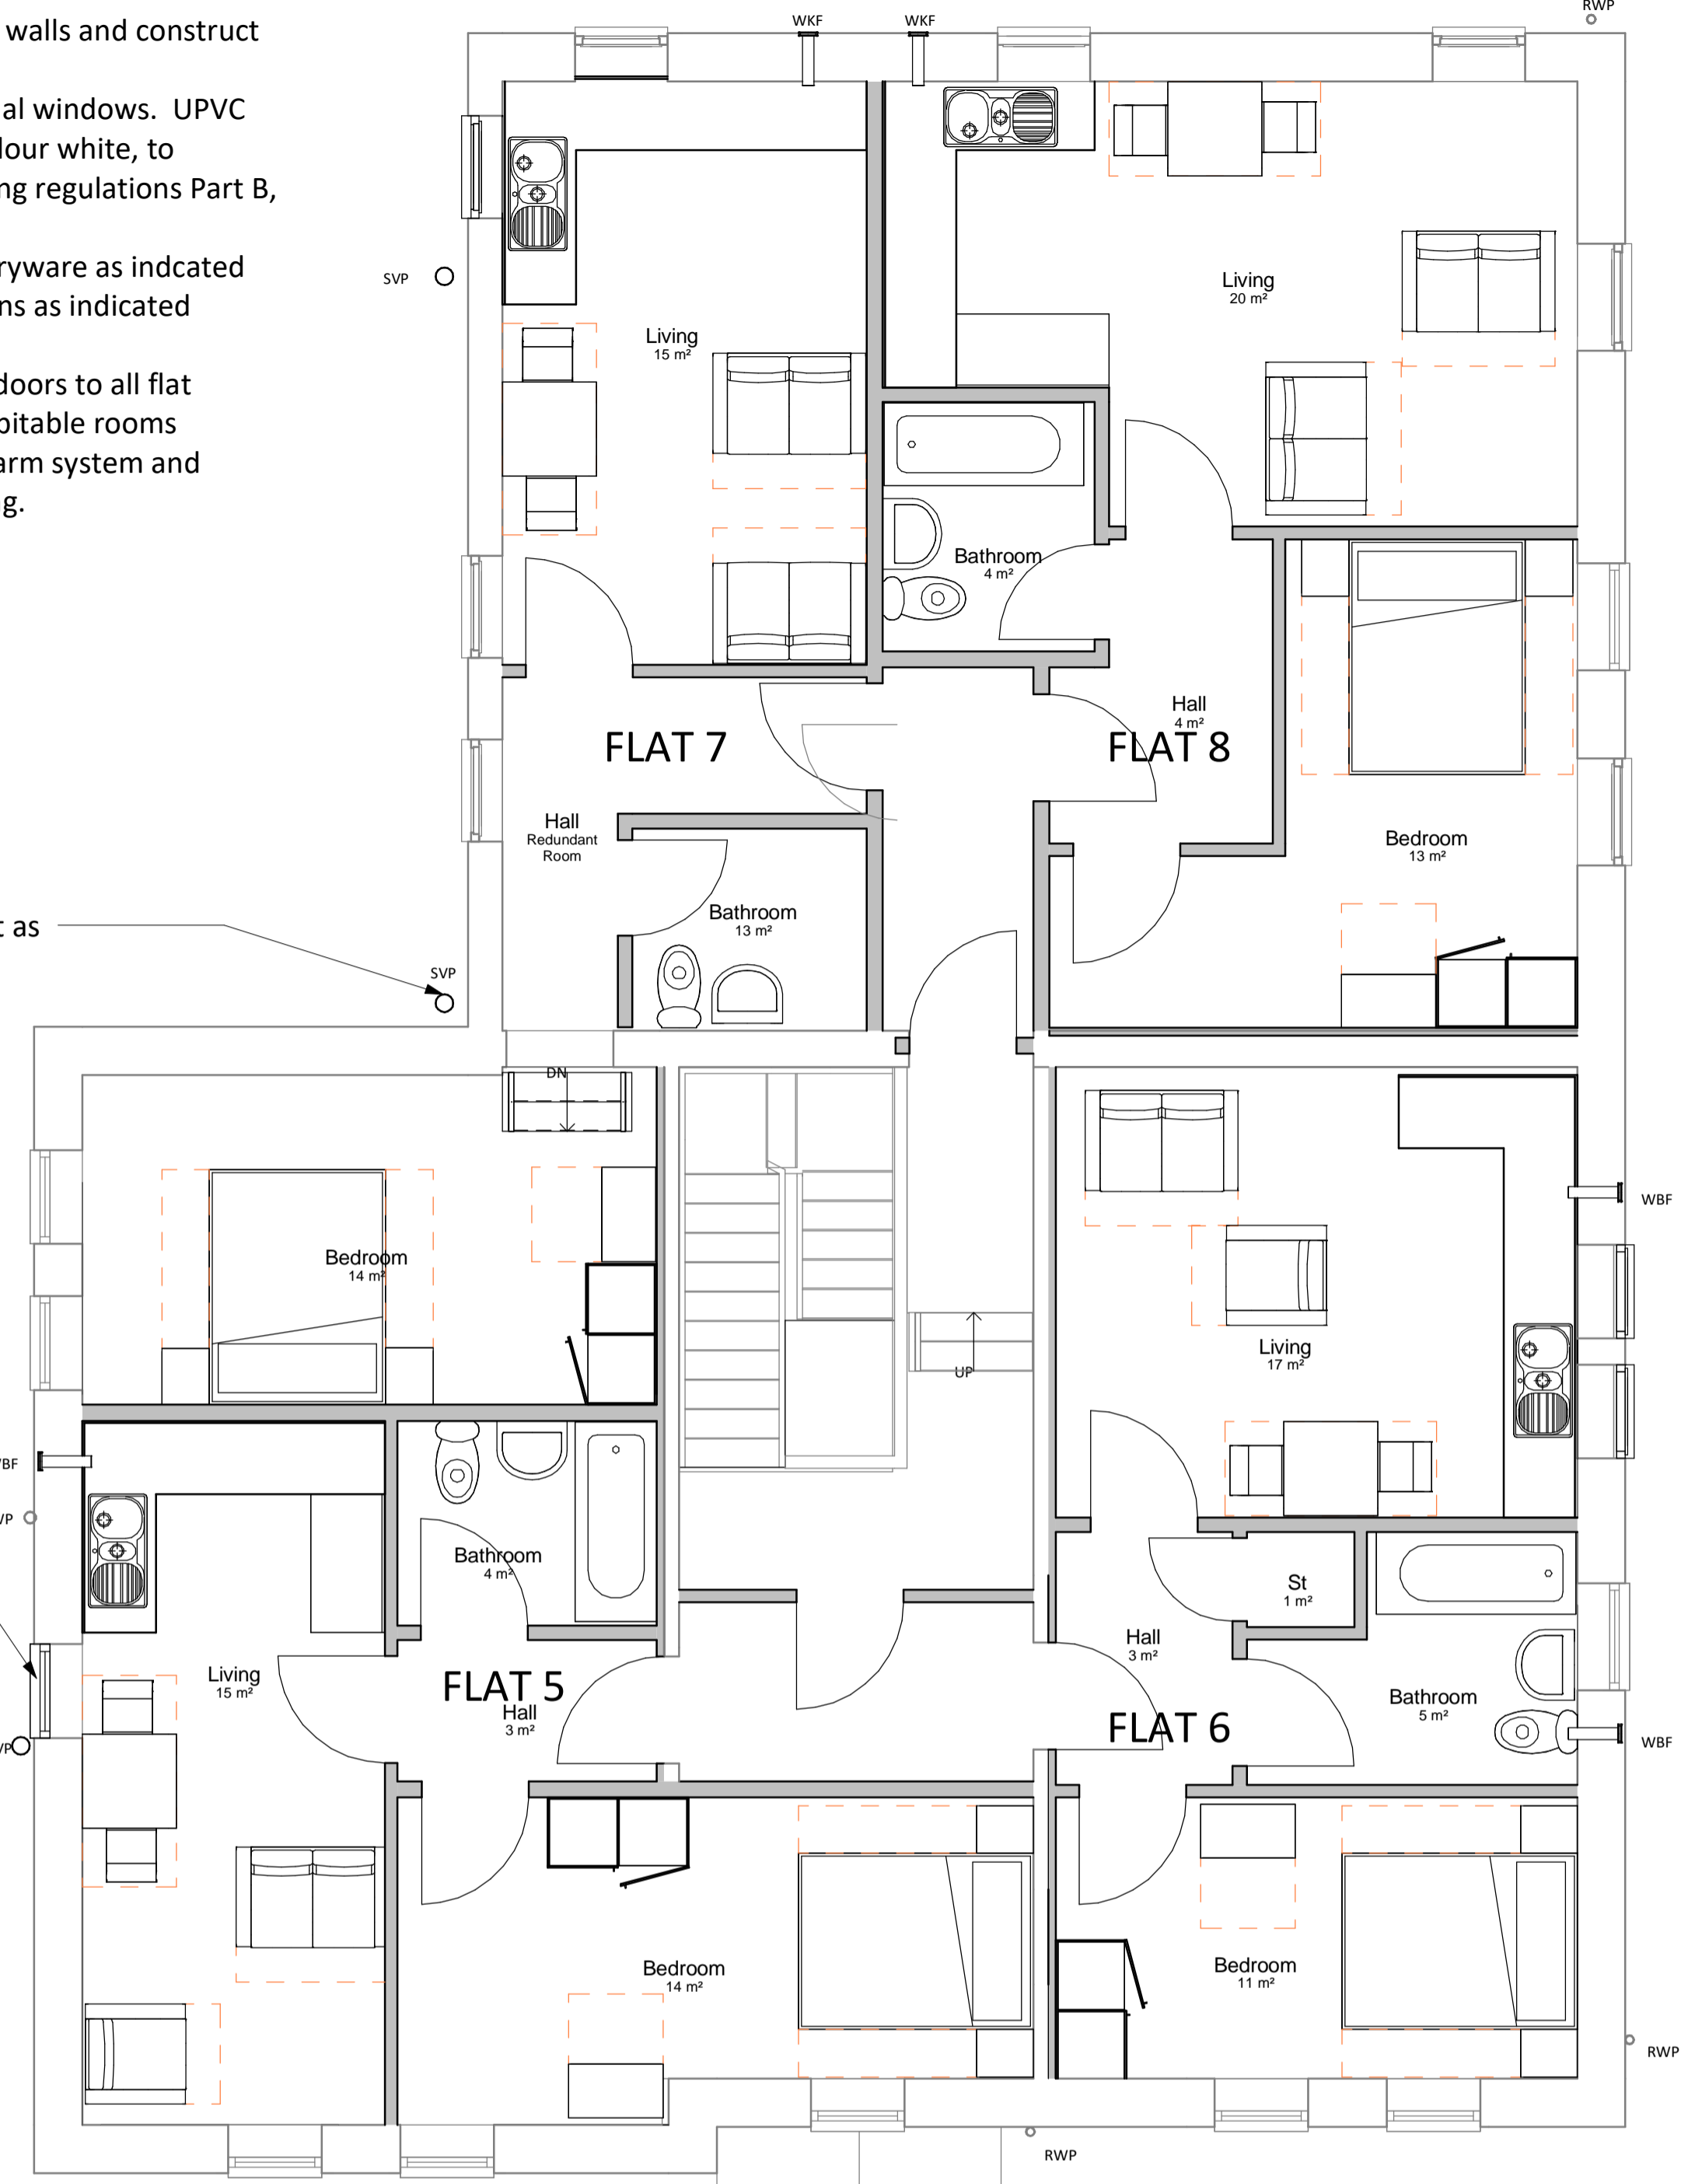 walls and construct
al windows.  UPVC
lour white, to
ng regulations Part B,
ryware as indcated
ns as indicated
doors to all flat
bitable rooms
arm system and
g.
WKF
WKF
RWP
SVP
Living
15 m²
Living
20 m²
Bathroom
4 m²
Hall
4 m²
FLAT 7
FLAT 8
Hall
Redundant
Room
Bedroom
13 m²
Bathroom
13 m²
t as
SVP
DN
Bedroom
14 m²
WBF
Living
17 m²
UP
BF
Bathroom
4 m²
St
1 m²
P
Living
15 m²
FLAT 5
Hall
3 m²
Hall
3 m²
FLAT 6
Bathroom
5 m²
WBF
P
Bedroom
14 m²
Bedroom
11 m²
RWP
RWP